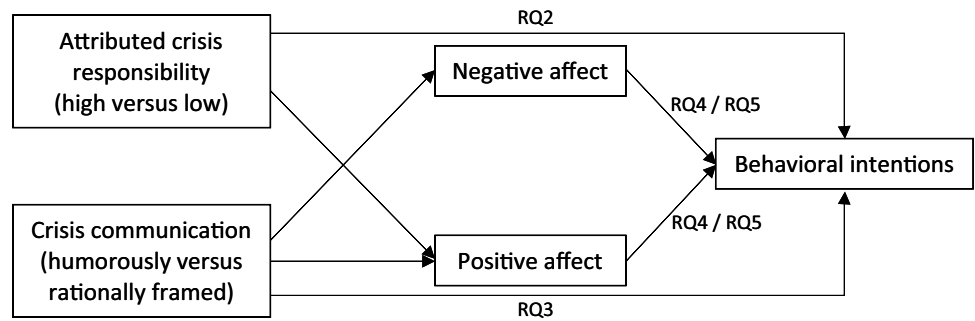 RQ2
Attributed crisis
responsibility
(high versus low)
Negative affect
RQ4 / RQ5
Behavioral intentions
Crisis communication
(humorously versus
rationally framed)
RQ4 / RQ5
Positive affect
RQ3